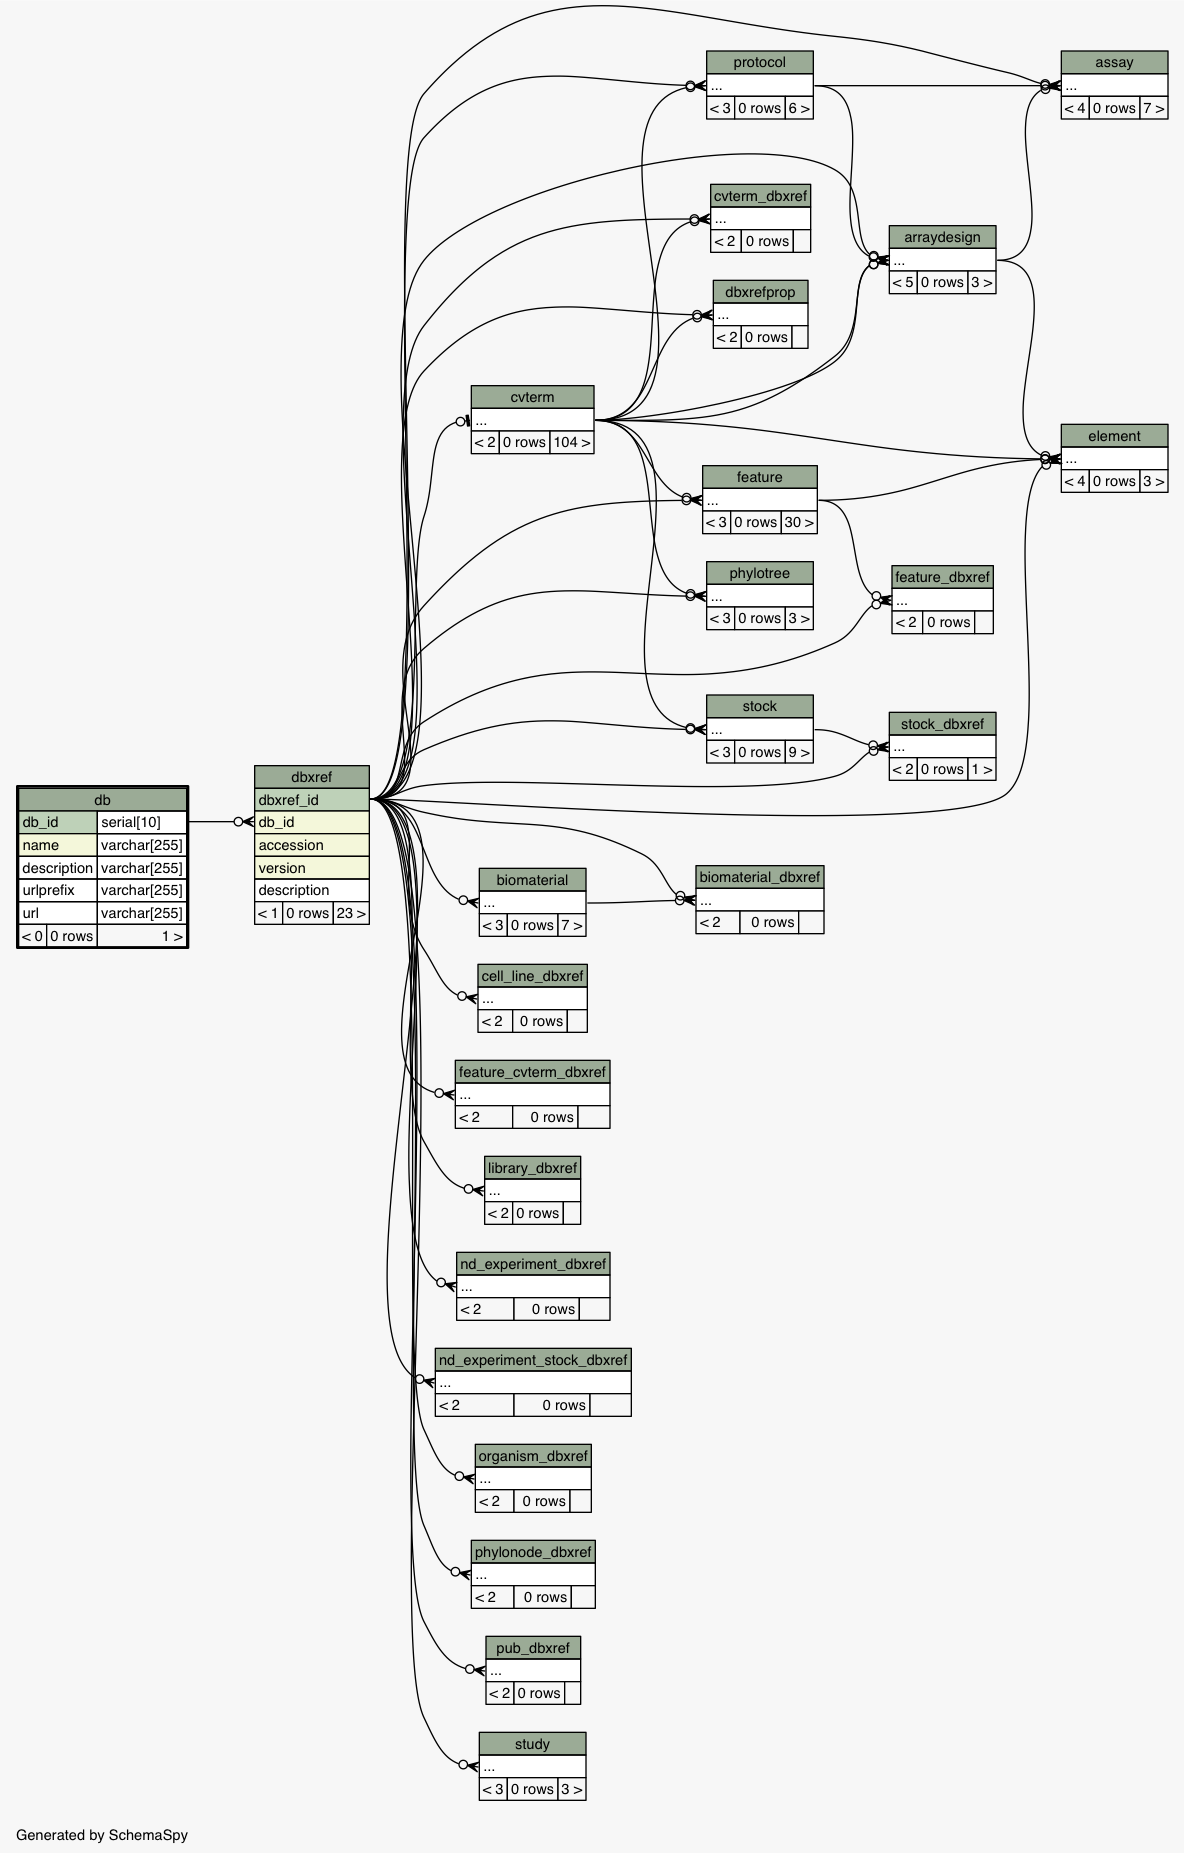 protocol
...
< 3 0 rows 6 >
assay
...
< 4 0 rows 7 >
cvterm_dbxref
...
< 2 0 rows
arraydesign
...
< 5 0 rows 3 >
dbxrefprop
...
< 2 0 rows
cvterm
...
< 2 0 rows 104 >
element
...
< 4 0 rows 3 >
feature
...
< 3 0 rows 30 >
phylotree
...
< 3 0 rows 3 >
feature_dbxref
...
< 2 0 rows
stock
...
< 3 0 rows 9 >
stock_dbxref
...
< 2 0 rows 1 >
db
db_id serial[10]
name varchar[255]
description varchar[255]
urlprefix varchar[255]
url varchar[255]
< 0 0 rows 1 >
dbxref
dbxref_id
db_id
accession
version
description
< 1 0 rows 23 >
biomaterial
...
< 3 0 rows 7 >
biomaterial_dbxref
...
< 2 0 rows
cell_line_dbxref
...
< 2 0 rows
feature_cvterm_dbxref
...
< 2 0 rows
library_dbxref
...
< 2 0 rows
nd_experiment_dbxref
...
< 2 0 rows
nd_experiment_stock_dbxref
...
< 2 0 rows
organism_dbxref
...
< 2 0 rows
phylonode_dbxref
...
< 2 0 rows
pub_dbxref
...
< 2 0 rows
study
...
< 3 0 rows 3 >
Generated by SchemaSpy